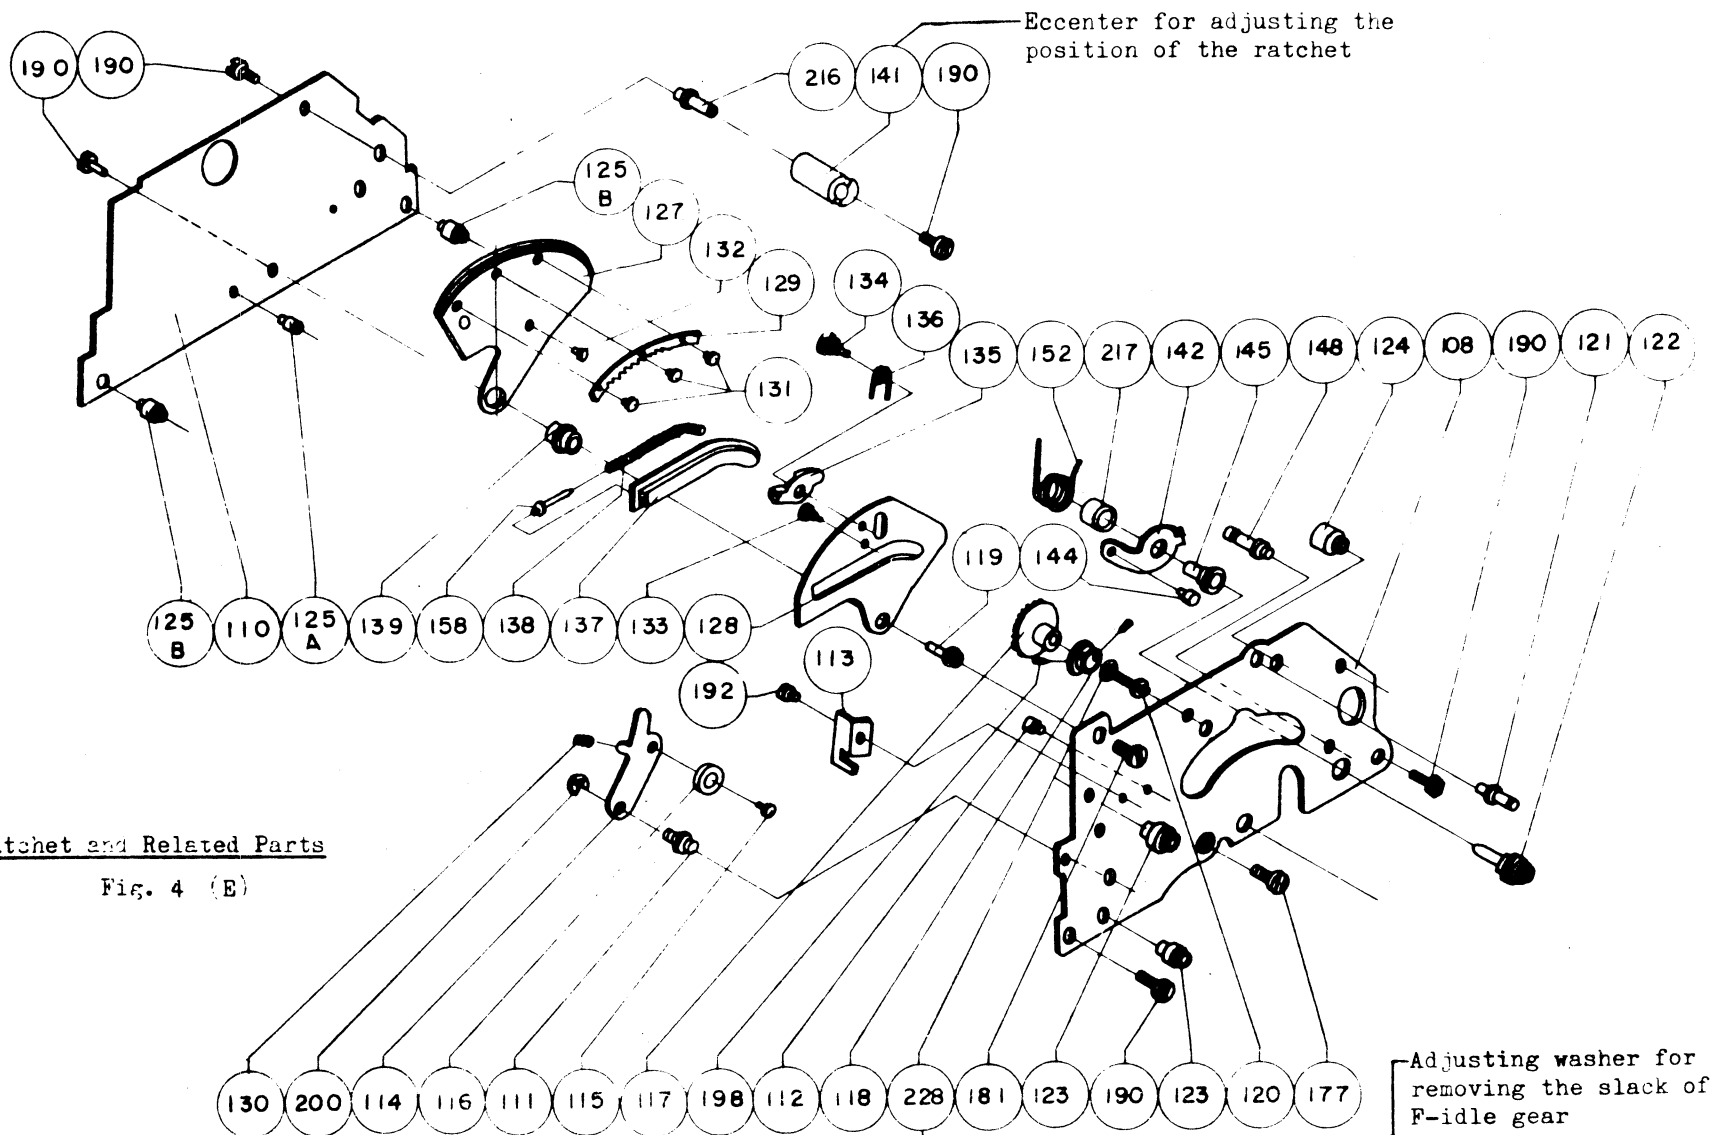 Eccenter for adjusting the
position of the ratchet
190 190
216 141 190
125 B 127 132 129
134 136 135 152 217 142 145 148 124 108 190 121 122
131
119 144
125 B 110 125 A 139 158 138 137 133 128
192 113
Related Parts
Fig. 4 (E)
130 200 114 116 111 115 117 198 112 118 228 181 123 190 123 120 177
Adjusting washer for
removing the slack of
F-idle gear